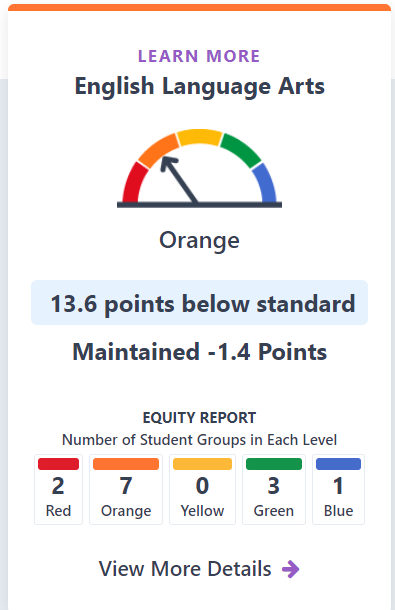 LEARN MORE
English Language Arts
Orange
13.6 points below standard
Maintained -1.4 Points
EQUITY REPORT
Number of Student Groups in Each Level
2 7 0 3 1
Red Orange Yellow Green Blue
View More Details